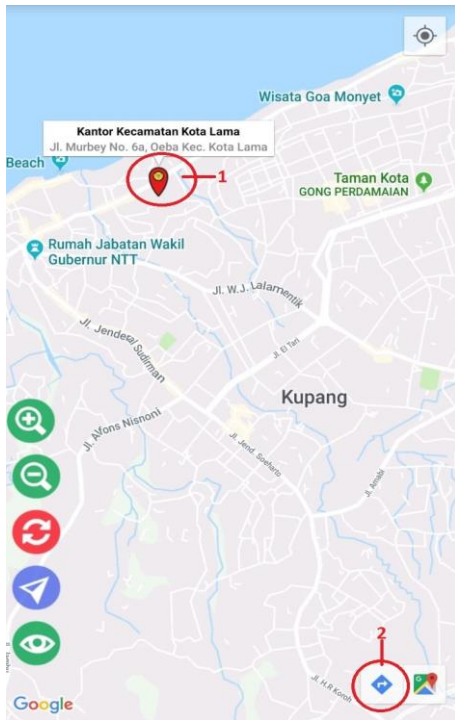 Wisata Goa Monyet
Kantor Kecamatan Kota Lama
Jl. Murbey No. 6a, Oeba Kec. Kota Lama
Beach
1
Taman Kota
GONG PERDAMAIAN
Rumah Jabatan Wakil
Gubernur NTT
Jl. W.J. Lalamentik
Jl. Jenderal Sudirman
Jl. El Tari
Kupang
Jl. Alfons Nisnoni
Jl. Jend. Soeharto
Jl. Amabi
2
Jl. H.R Koroh
Google